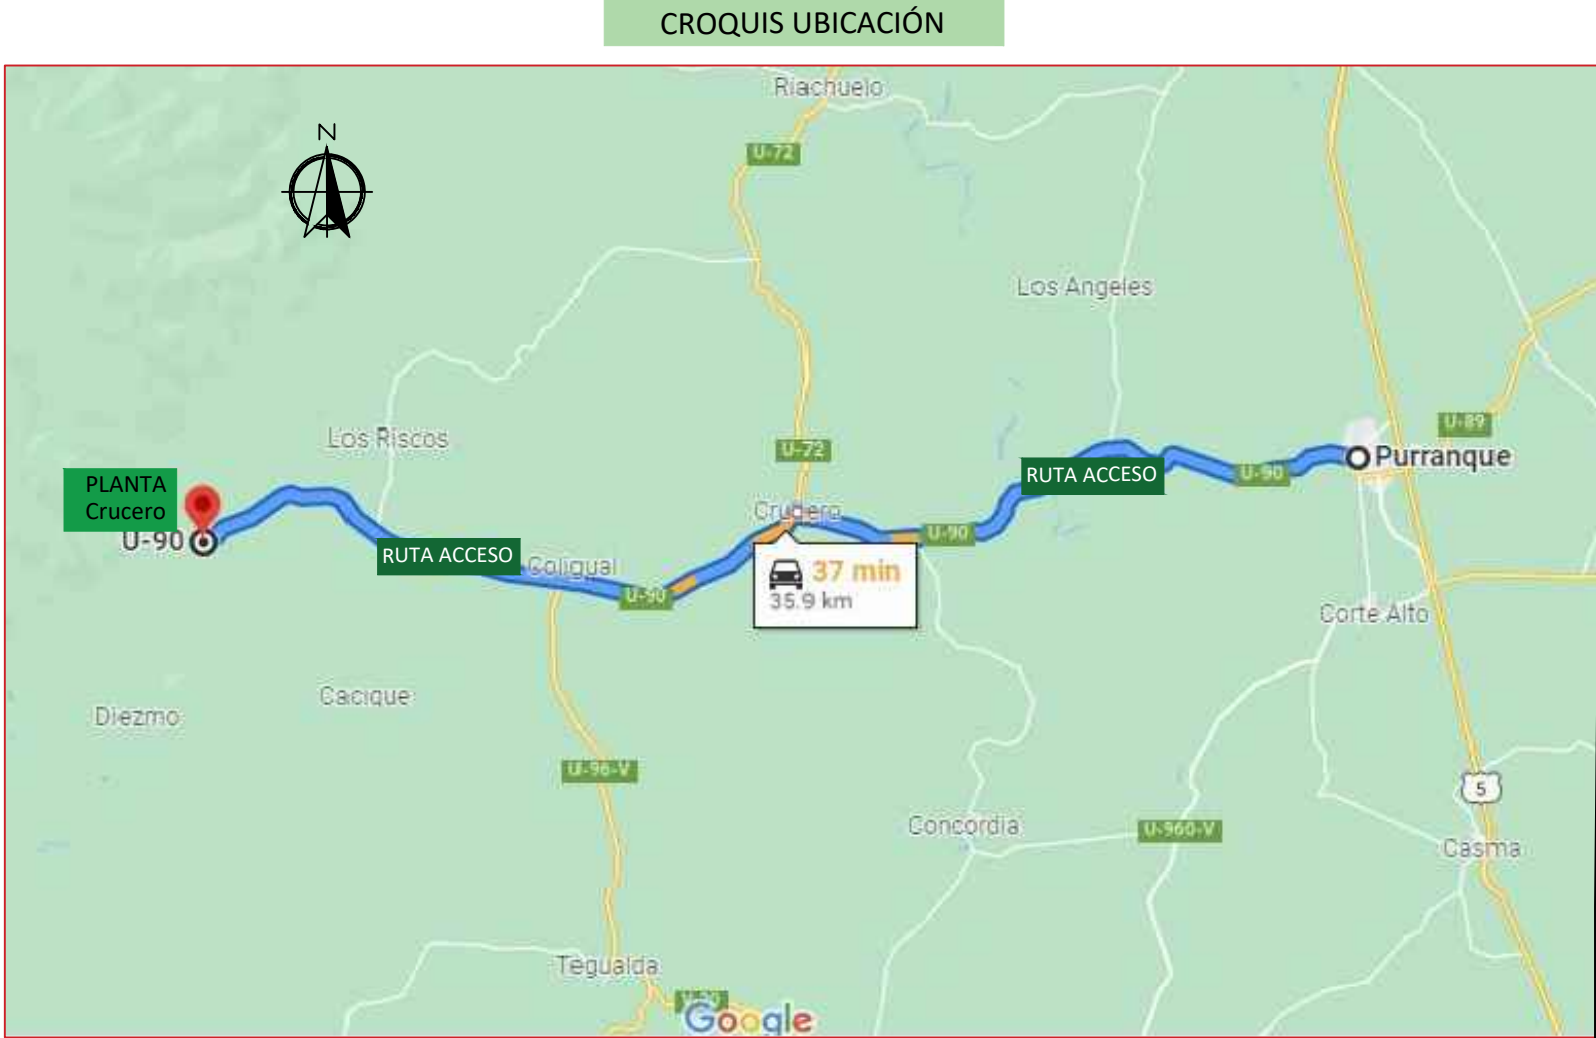 CROQUIS UBICACIÓN
Riachuelo
N
U-72
Los Angeles
U-89
Los Riscos
U-72
Purranque
RUTA ACCESO
U-90
PLANTA
Crucero
Crucero
U-90
U-90
RUTA ACCESO
Coligual
37 min
35.9 km
U-90
Corte Alto
Cacique
Diezmo
U-96-V
5
Concordia
U-960-V
Casma
Tegualda
Google